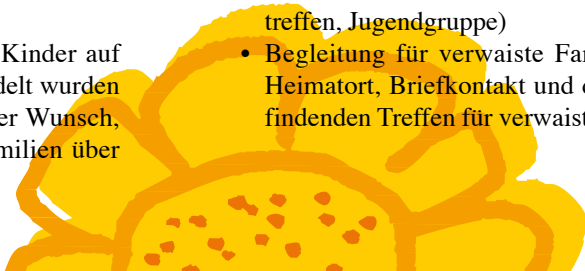 Kinder auf
delt wurden
er Wunsch,
milien über
treffen, Jugendgruppe)
• Begleitung für verwaiste Far
Heimatort, Briefkontakt und
findenden Treffen für verwaist